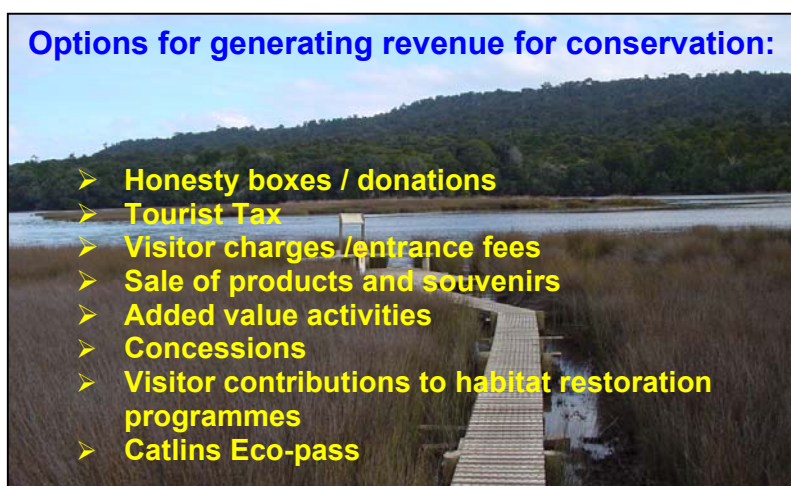 Options for generating revenue for conservation:
➢ Honesty boxes / donations
➢ Tourist Tax
➢ Visitor charges /entrance fees
➢ Sale of products and souvenirs
➢ Added value activities
➢ Concessions
➢ Visitor contributions to habitat restoration
programmes
➢ Catlins Eco-pass